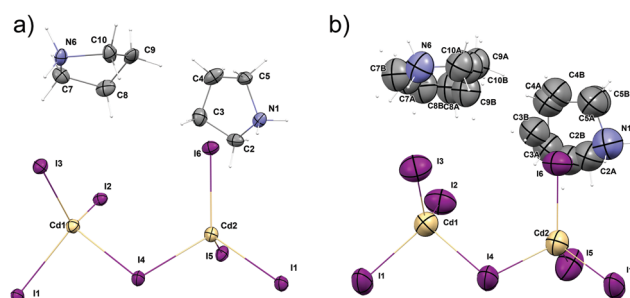 a)
N6
C10
C9
C7
C8
C4
C5
C3
N1
C2
I6
I3
I2
Cd1
Cd2
I4
I5
I1
I1
b)
N6
C10A
C9A
C7B
C10B
C7A
C8B
C8A
C9B
C4B
C4A
C5B
C5A
C3B
C3A
C2B
N1
C2A
I6
I3
I2
Cd1
Cd2
I5
I1
I4